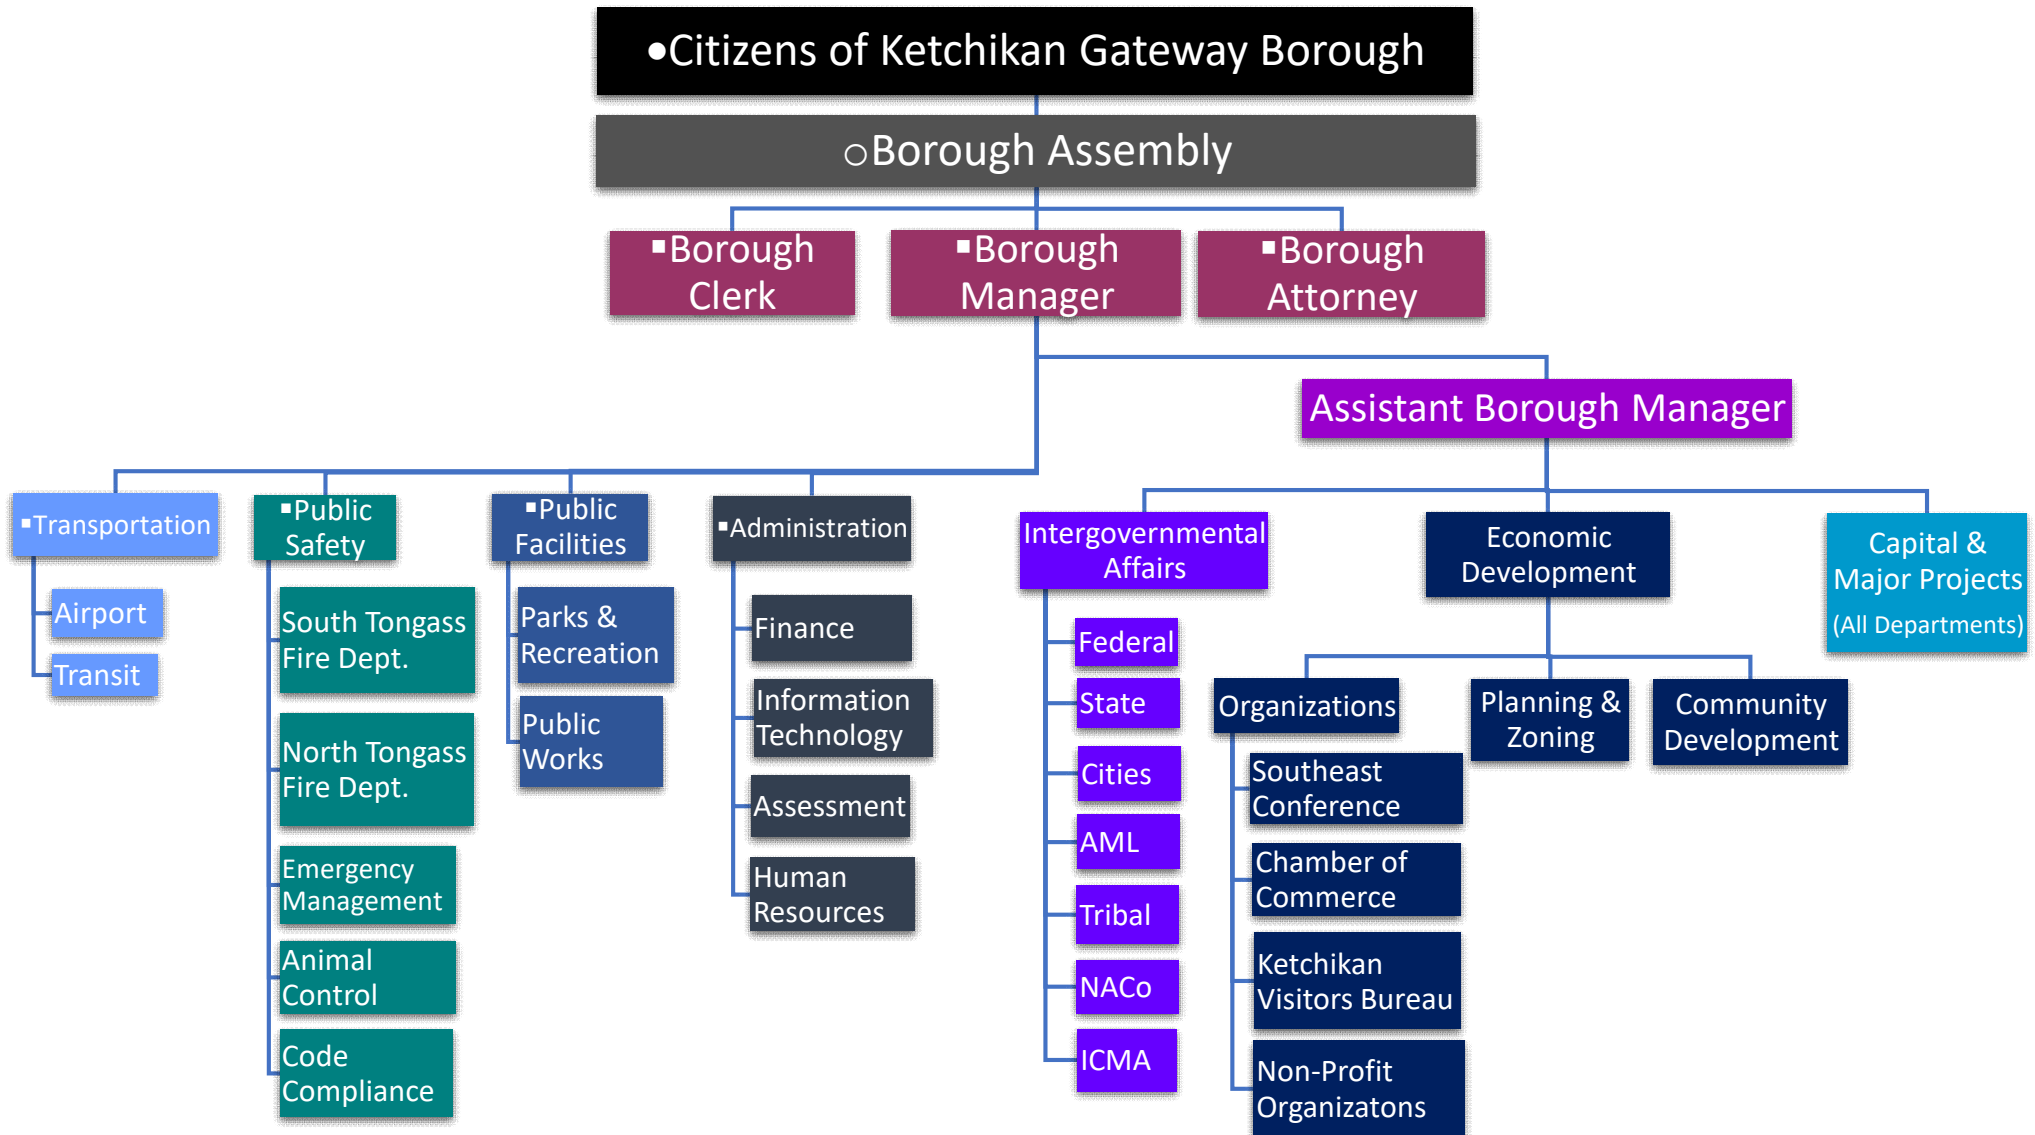 •Citizens of Ketchikan Gateway Borough
○Borough Assembly
▪Borough
Clerk
▪Borough
Manager
▪Borough
Attorney
Assistant Borough Manager
▪Transportation
Airport
Transit
▪Public
Safety
South Tongass
Fire Dept.
North Tongass
Fire Dept.
Emergency
Management
Animal
Control
Code
Compliance
▪Public
Facilities
Parks &
Recreation
Public
Works
▪Administration
Finance
Information
Technology
Assessment
Human
Resources
Intergovernmental
Affairs
Federal
State
Cities
AML
Tribal
NACo
ICMA
Economic
Development
Organizations
Southeast
Conference
Chamber of
Commerce
Ketchikan
Visitors Bureau
Non-Profit
Organizatons
Planning &
Zoning
Community
Development
Capital &
Major Projects
(All Departments)